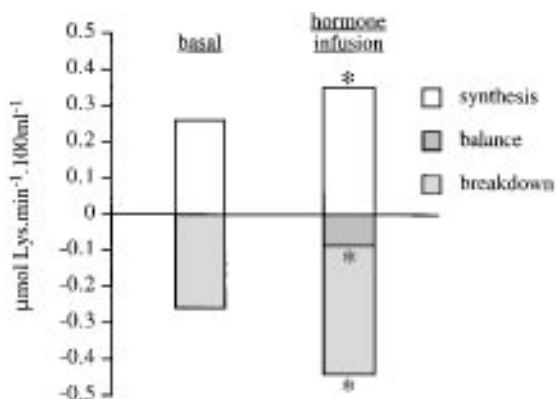 hormone
basal infusion
0.5
0.4
0.3
0.2
0.1
0
-0.1
-0.2
-0.3
-0.4
-0.5
µmol Lys.min⁻¹.100ml⁻¹
*
*
*
synthesis
balance
breakdown